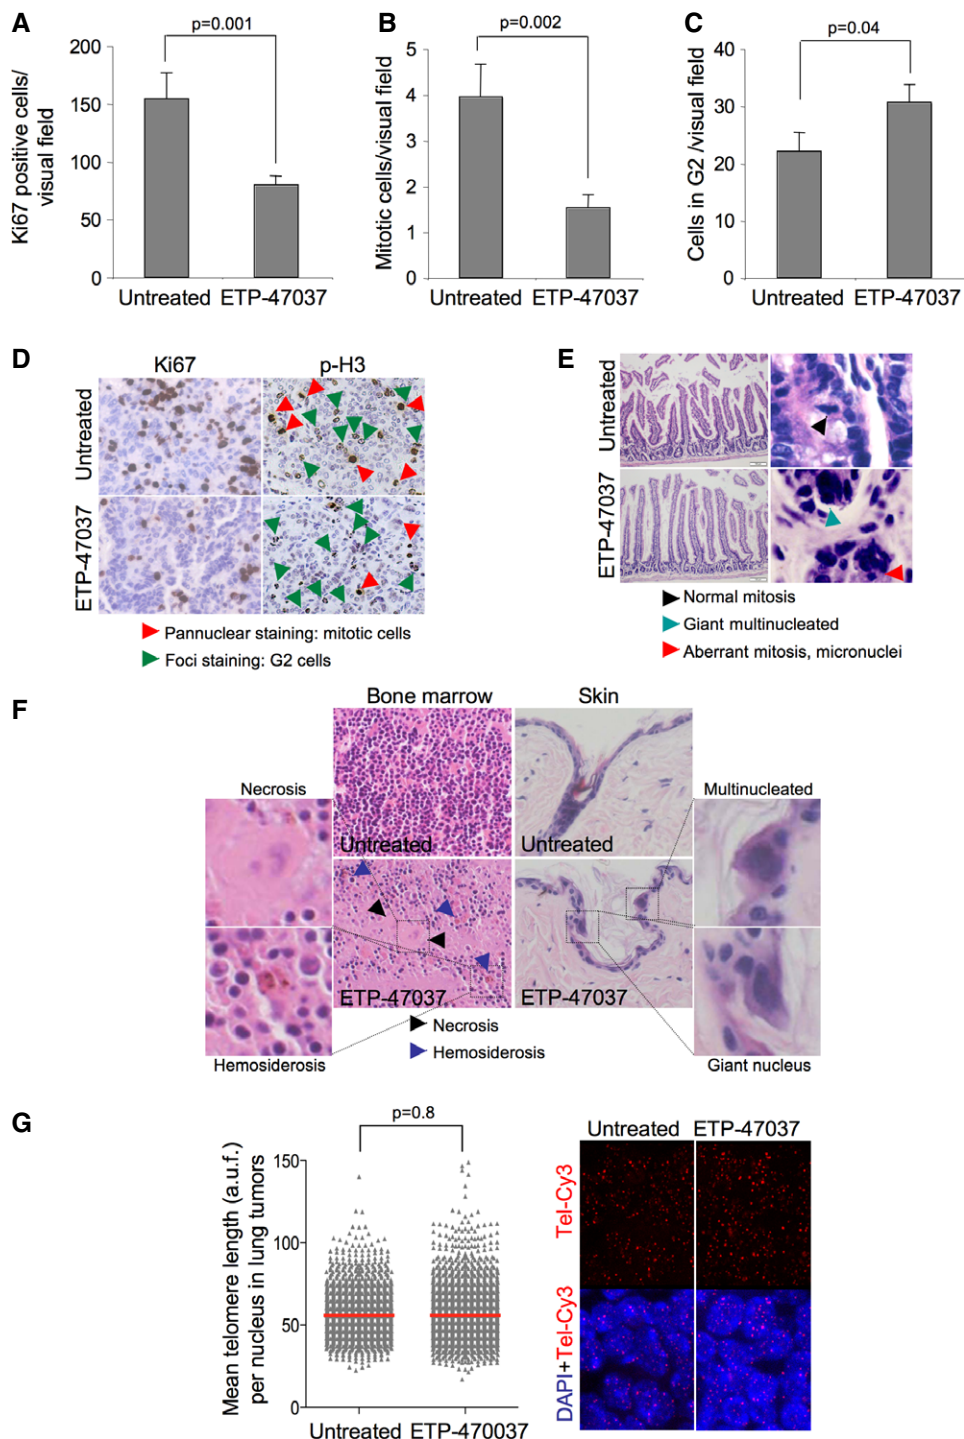 A
p=0.001
Ki67 positive cells/
visual field
200
150
100
50
0
Untreated ETP-47037
B
p=0.002
Mitotic cells/visual field
5
4
3
2
1
0
Untreated ETP-47037
C
p=0.04
Cells in G2 /visual field
40
30
20
10
0
Untreated ETP-47037
D
Ki67 p-H3
Untreated
ETP-47037
Pannuclear staining: mitotic cells
Foci staining: G2 cells
E
Untreated
ETP-47037
Normal mitosis
Giant multinucleated
Aberrant mitosis, micronuclei
F
Bone marrow Skin
Necrosis
Multinucleated
Untreated
Untreated
ETP-47037
ETP-47037
Hemosiderosis
Giant nucleus
Necrosis
Hemosiderosis
G
p=0.8
Mean telomere length (a.u.f.)
per nucleus in lung tumors
150
100
50
0
Untreated ETP-470037
Untreated ETP-47037
Tel-Cy3
DAPI+Tel-Cy3